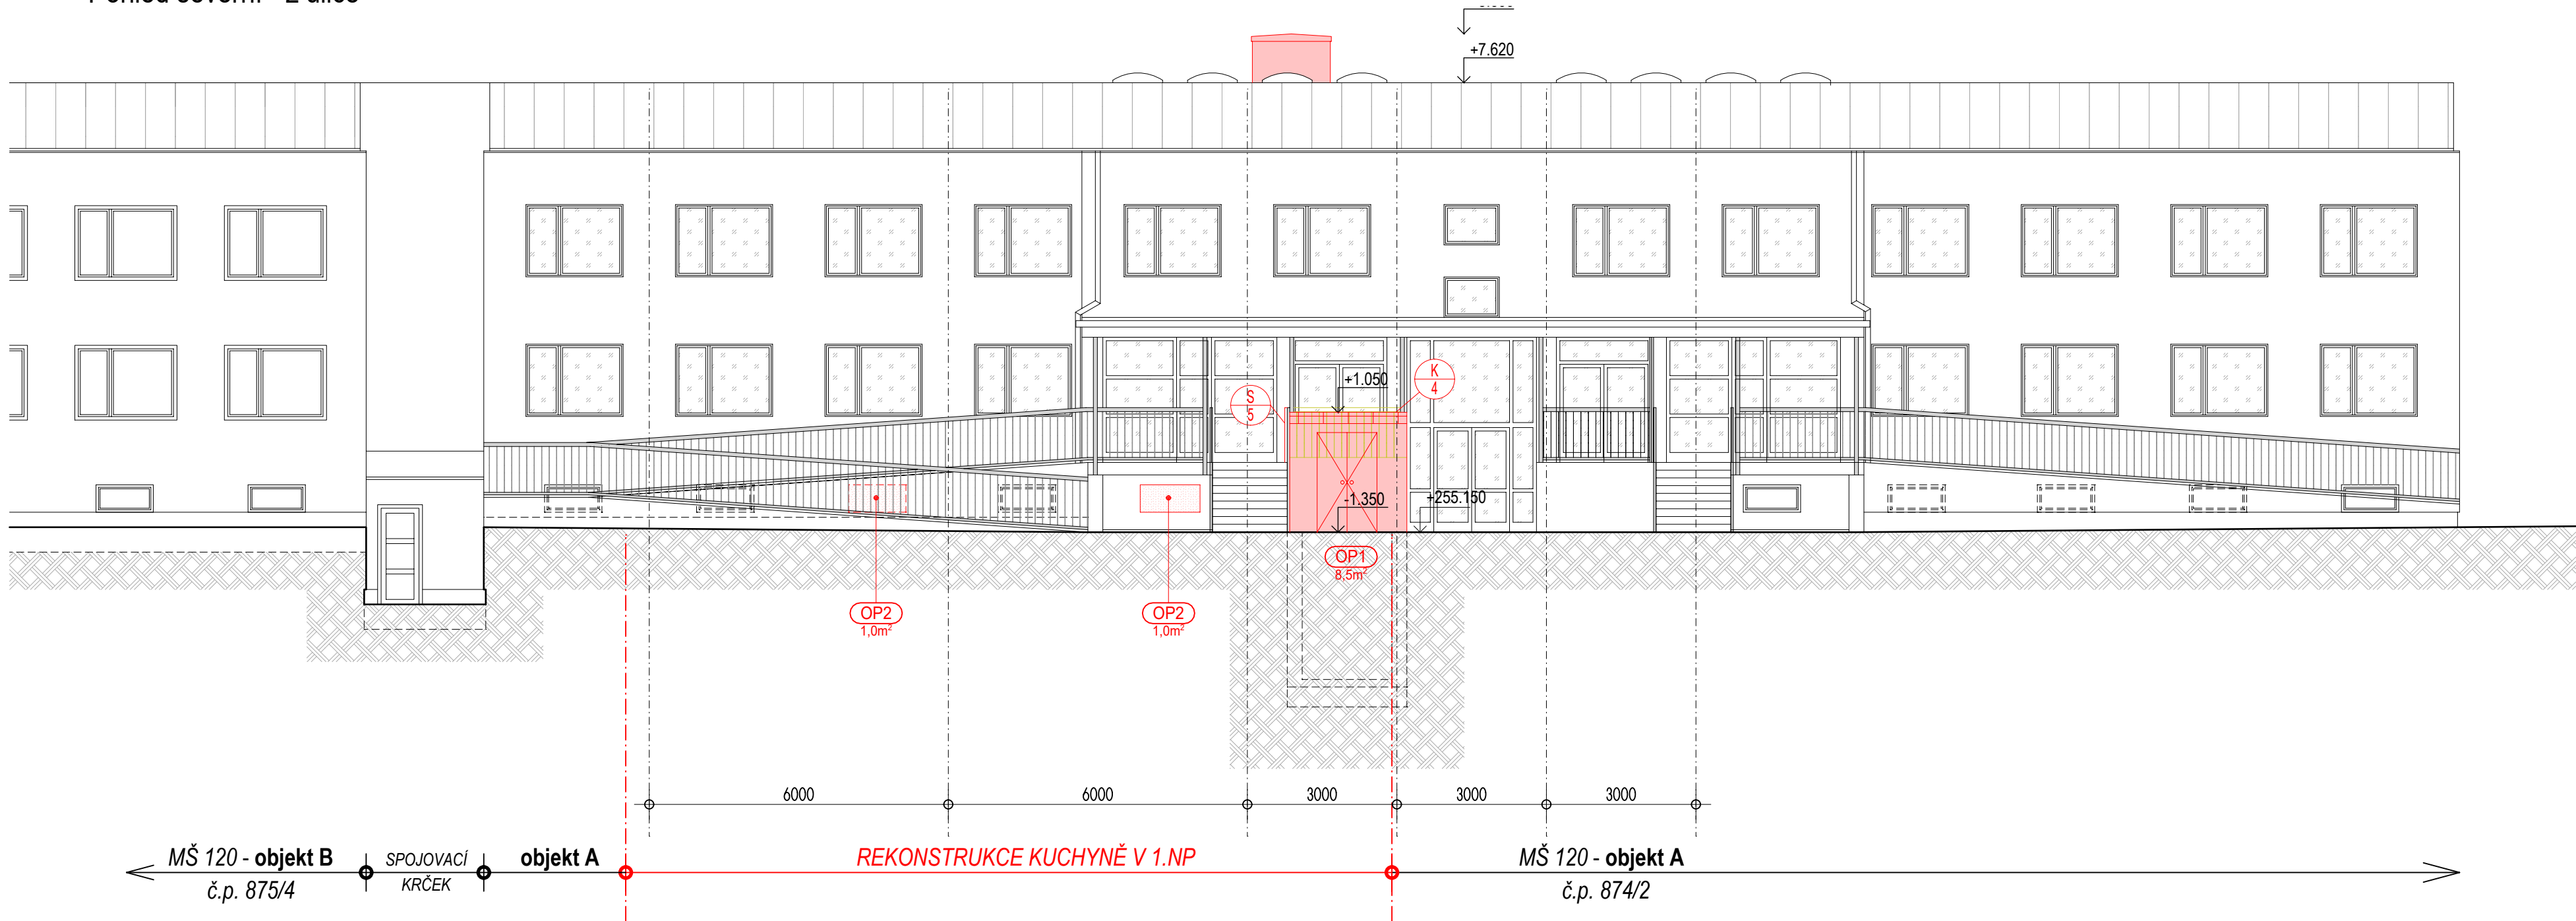 +7.620
+1.050
K
4
S
5
-1.350
+255.150
OP1
8,5m²
OP2
1,0m²
OP2
1,0m²
6000
6000
3000
3000
3000
MŠ 120 - objekt B
SPOJOVACÍ
KRČEK
objekt A
REKONSTRUKCE KUCHYNĚ V 1.NP
MŠ 120 - objekt A
č.p. 875/4
č.p. 874/2